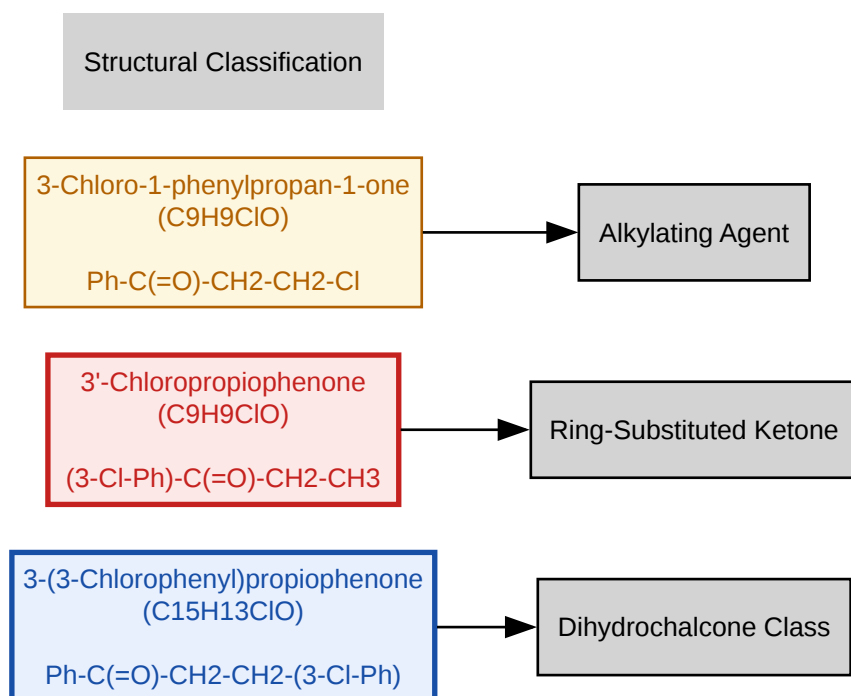 Structural Classification
3-Chloro-1-phenylpropan-1-one
(C9H9ClO)
Ph-C(=O)-CH2-CH2-Cl
Alkylating Agent
3'-Chloropropiophenone
(C9H9ClO)
(3-Cl-Ph)-C(=O)-CH2-CH3
Ring-Substituted Ketone
3-(3-Chlorophenyl)propiophenone
(C15H13ClO)
Ph-C(=O)-CH2-CH2-(3-Cl-Ph)
Dihydrochalcone Class